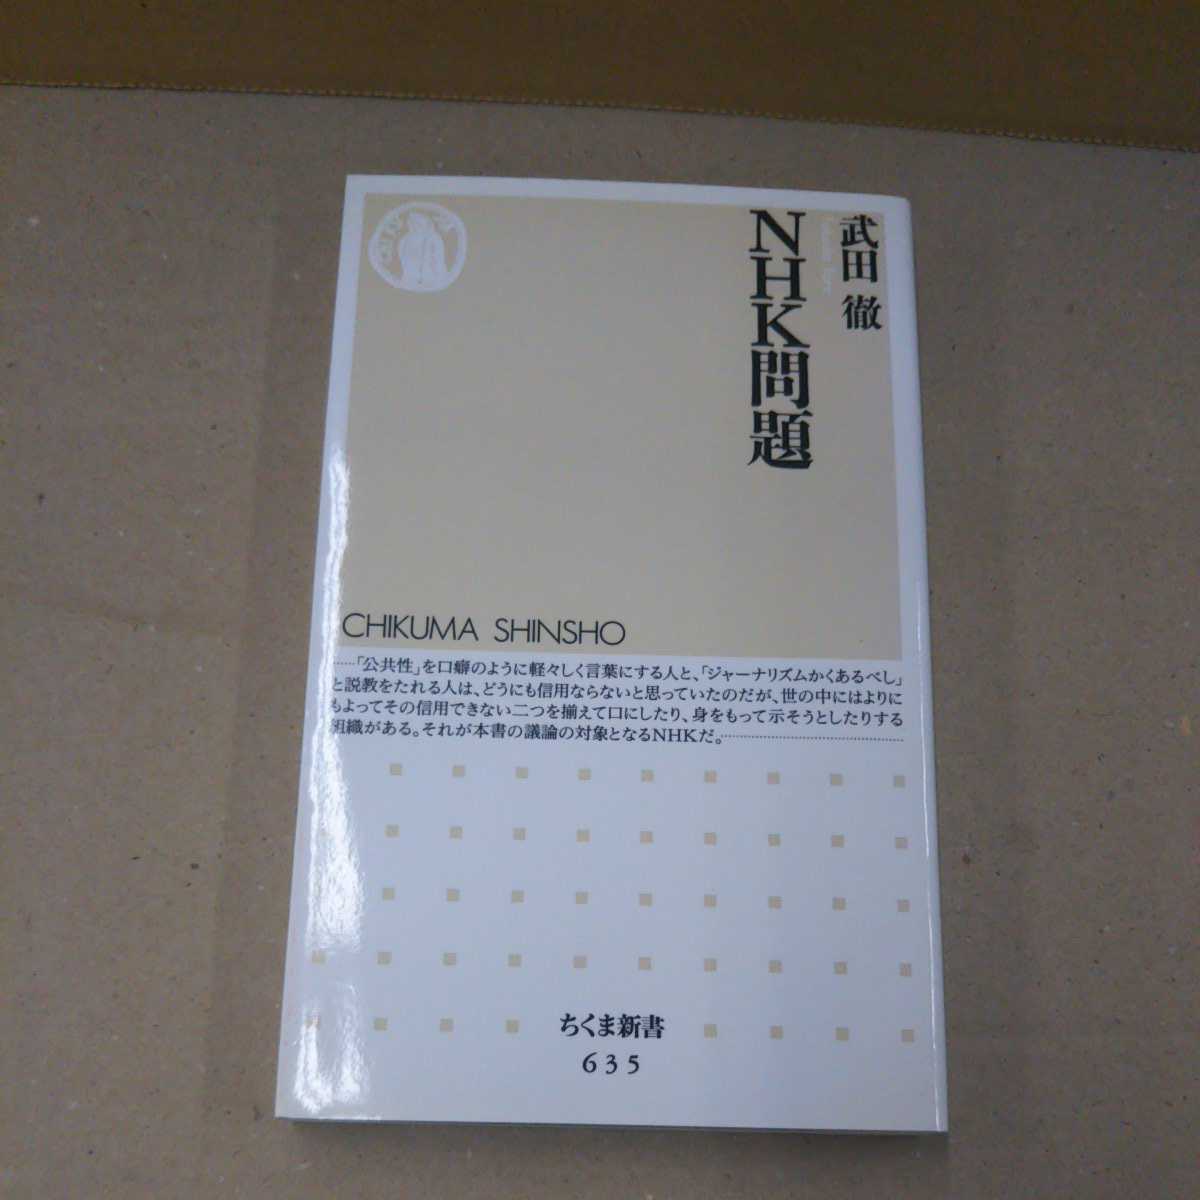 武田 徹
NHK問題
CHIKUMA SHINSHO
……「公共性」を口癖のように軽々しく言葉にする人と、「ジャーナリズムかくあるべし」
と説教をたれる人は、どうにも信用ならないと思っていたのだが、世の中にはよりに
もよってその信用できない二つを揃えて口にしたり、身をもって示そうとしたりする
組織がある。それが本書の議論の対象となるNHKだ。……………………………
ちくま新書
635